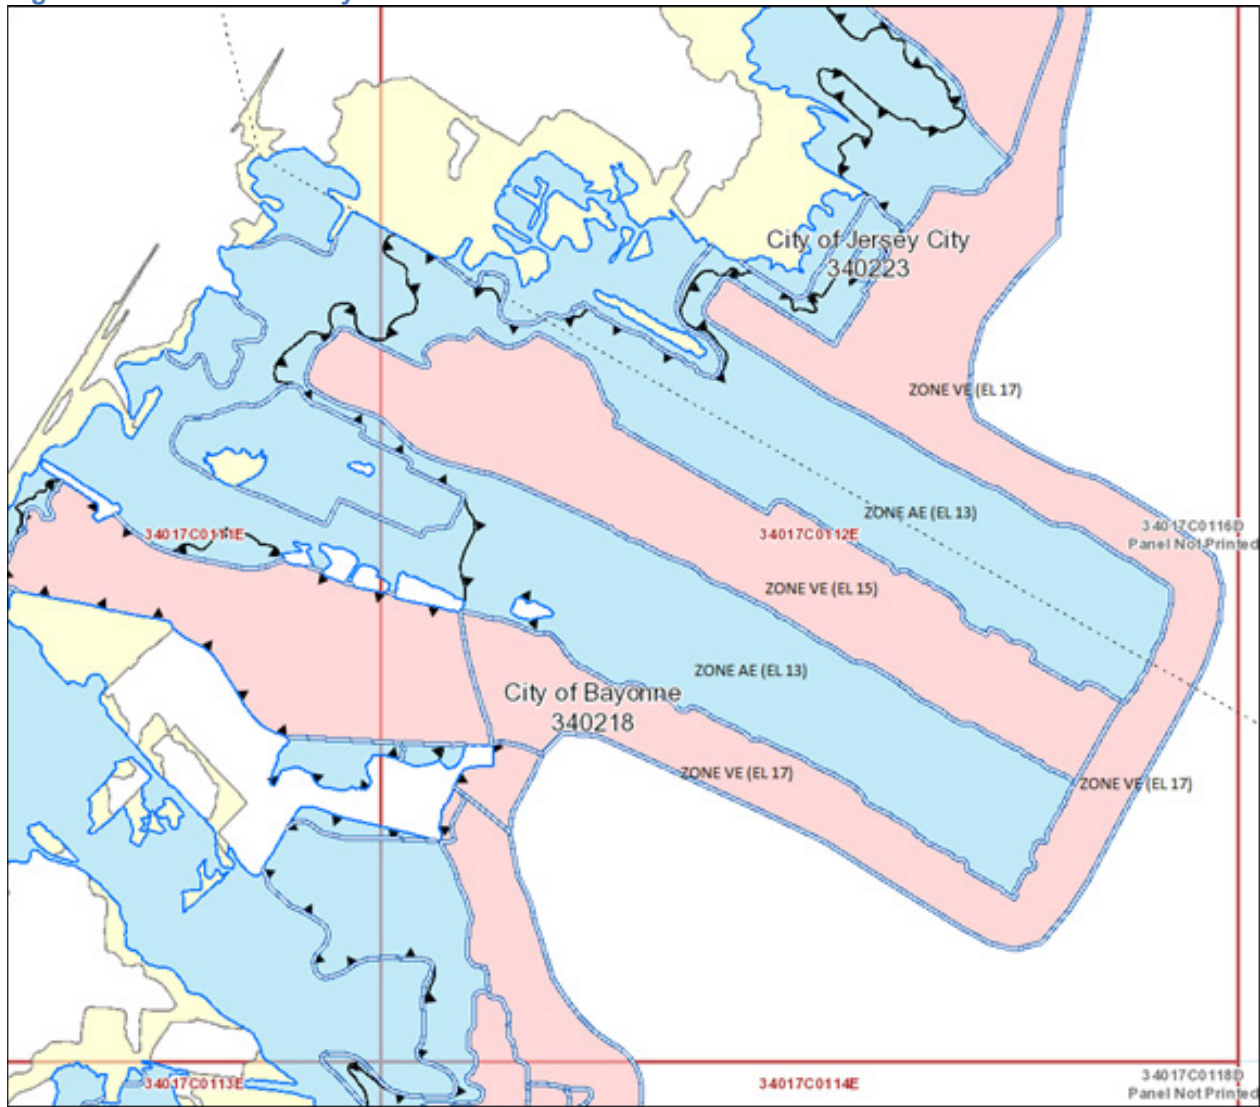 City of Jersey City
340223
ZONE VE (EL 17)
ZONE AE (EL 13)
34017C0116D
Panel Not Printed
34017C0111E
34017C0112E
ZONE VE (EL 15)
ZONE AE (EL 13)
City of Bayonne
340218
ZONE VE (EL 17)
ZONE VE (EL 17)
34017C0113E
34017C0114E
34017C0118D
Panel Not Printed